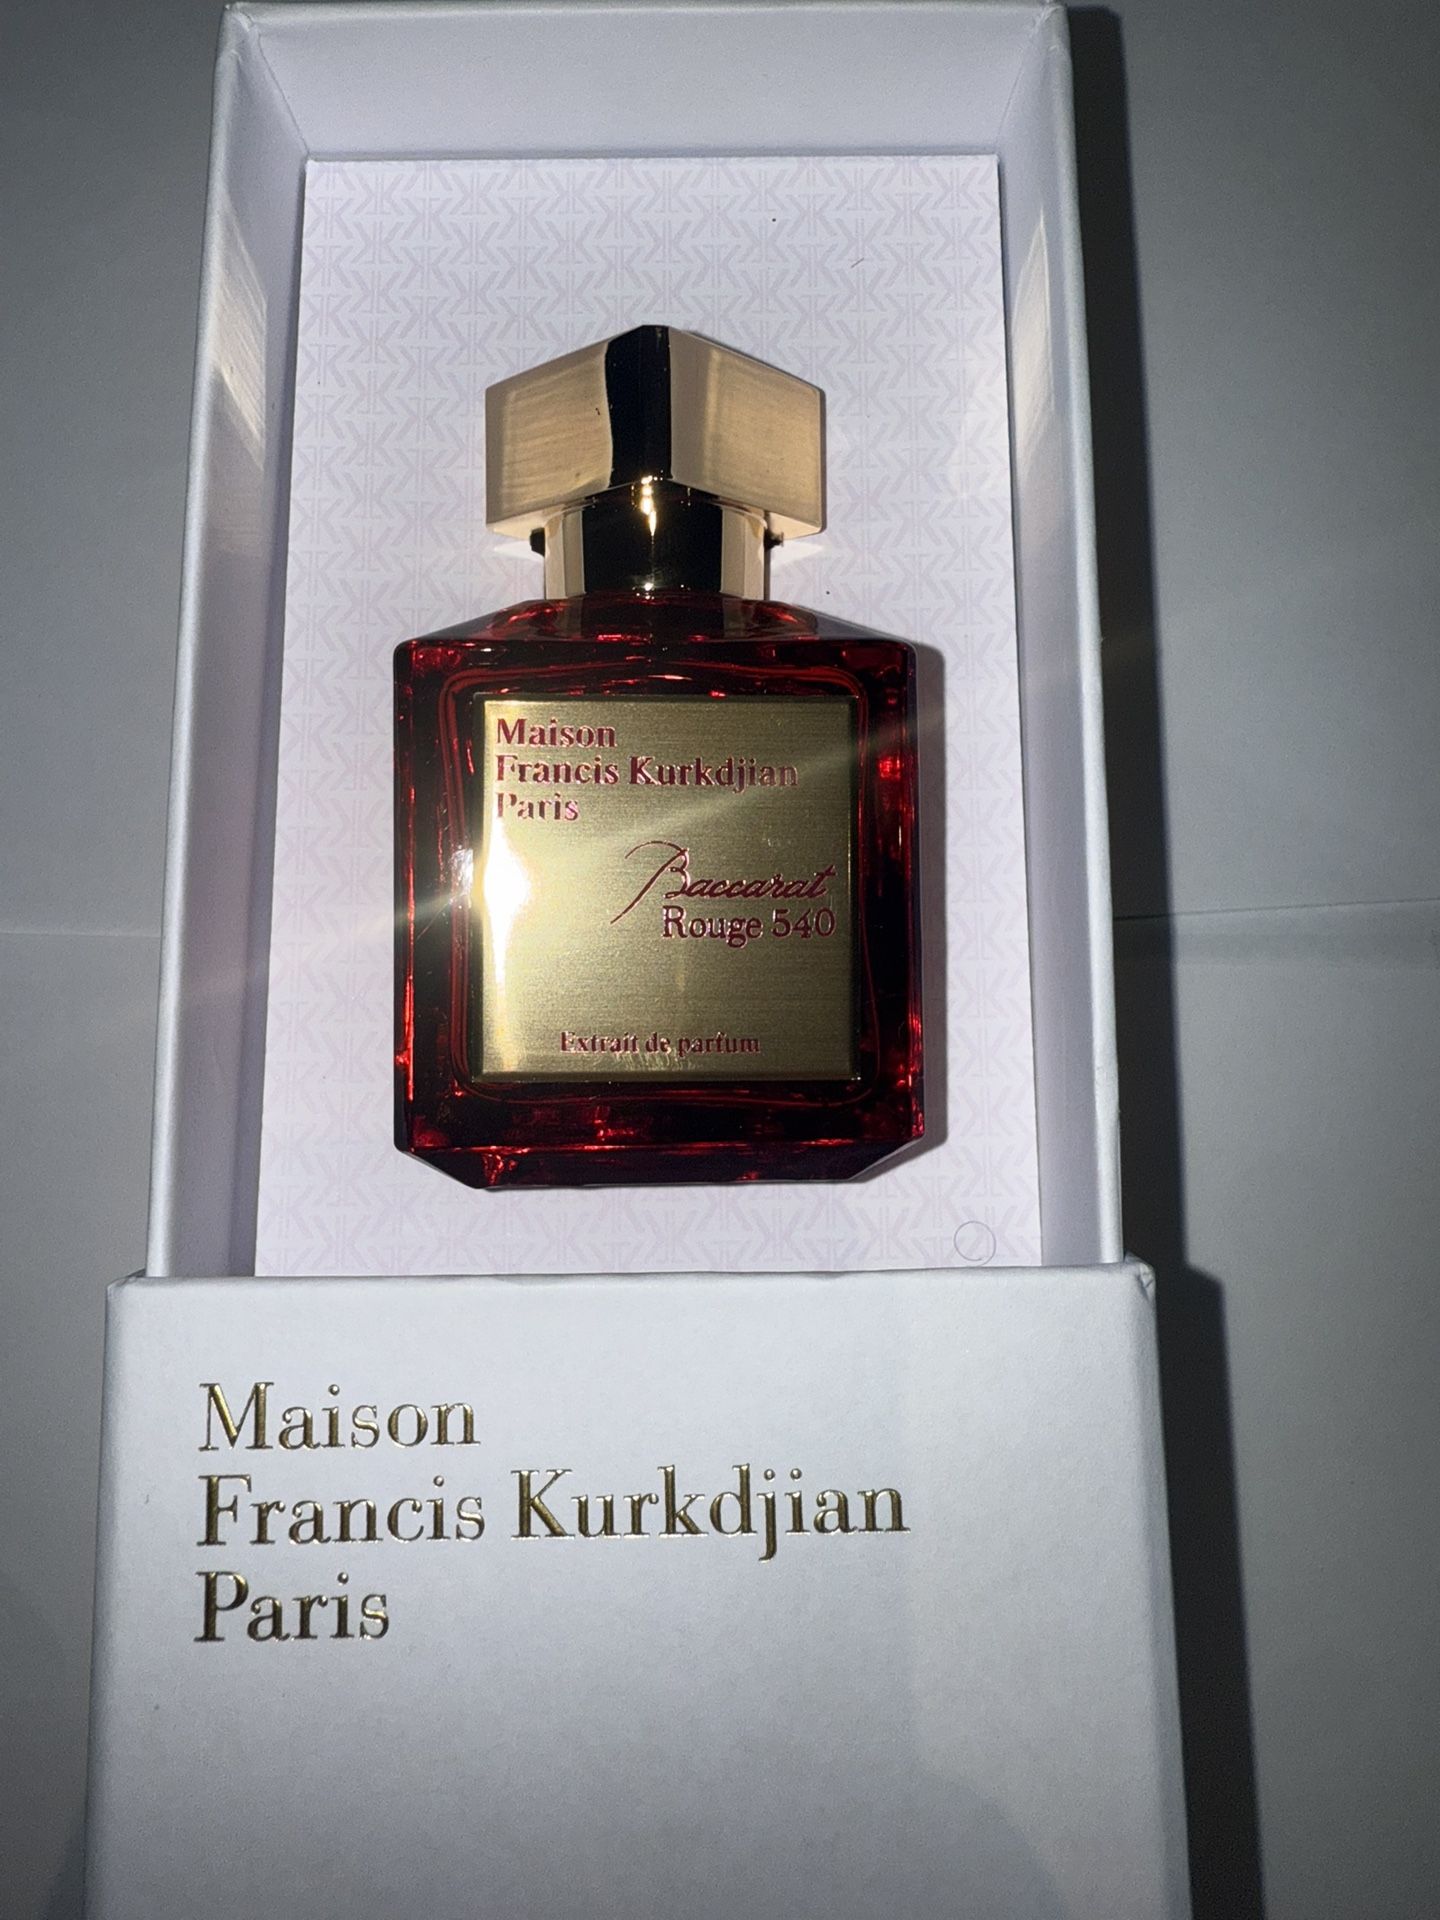 Maison
Francis Kurkdjian
Paris
Baccarat
Rouge 540
Extrait de parfum
Maison
Francis Kurkdjian
Paris